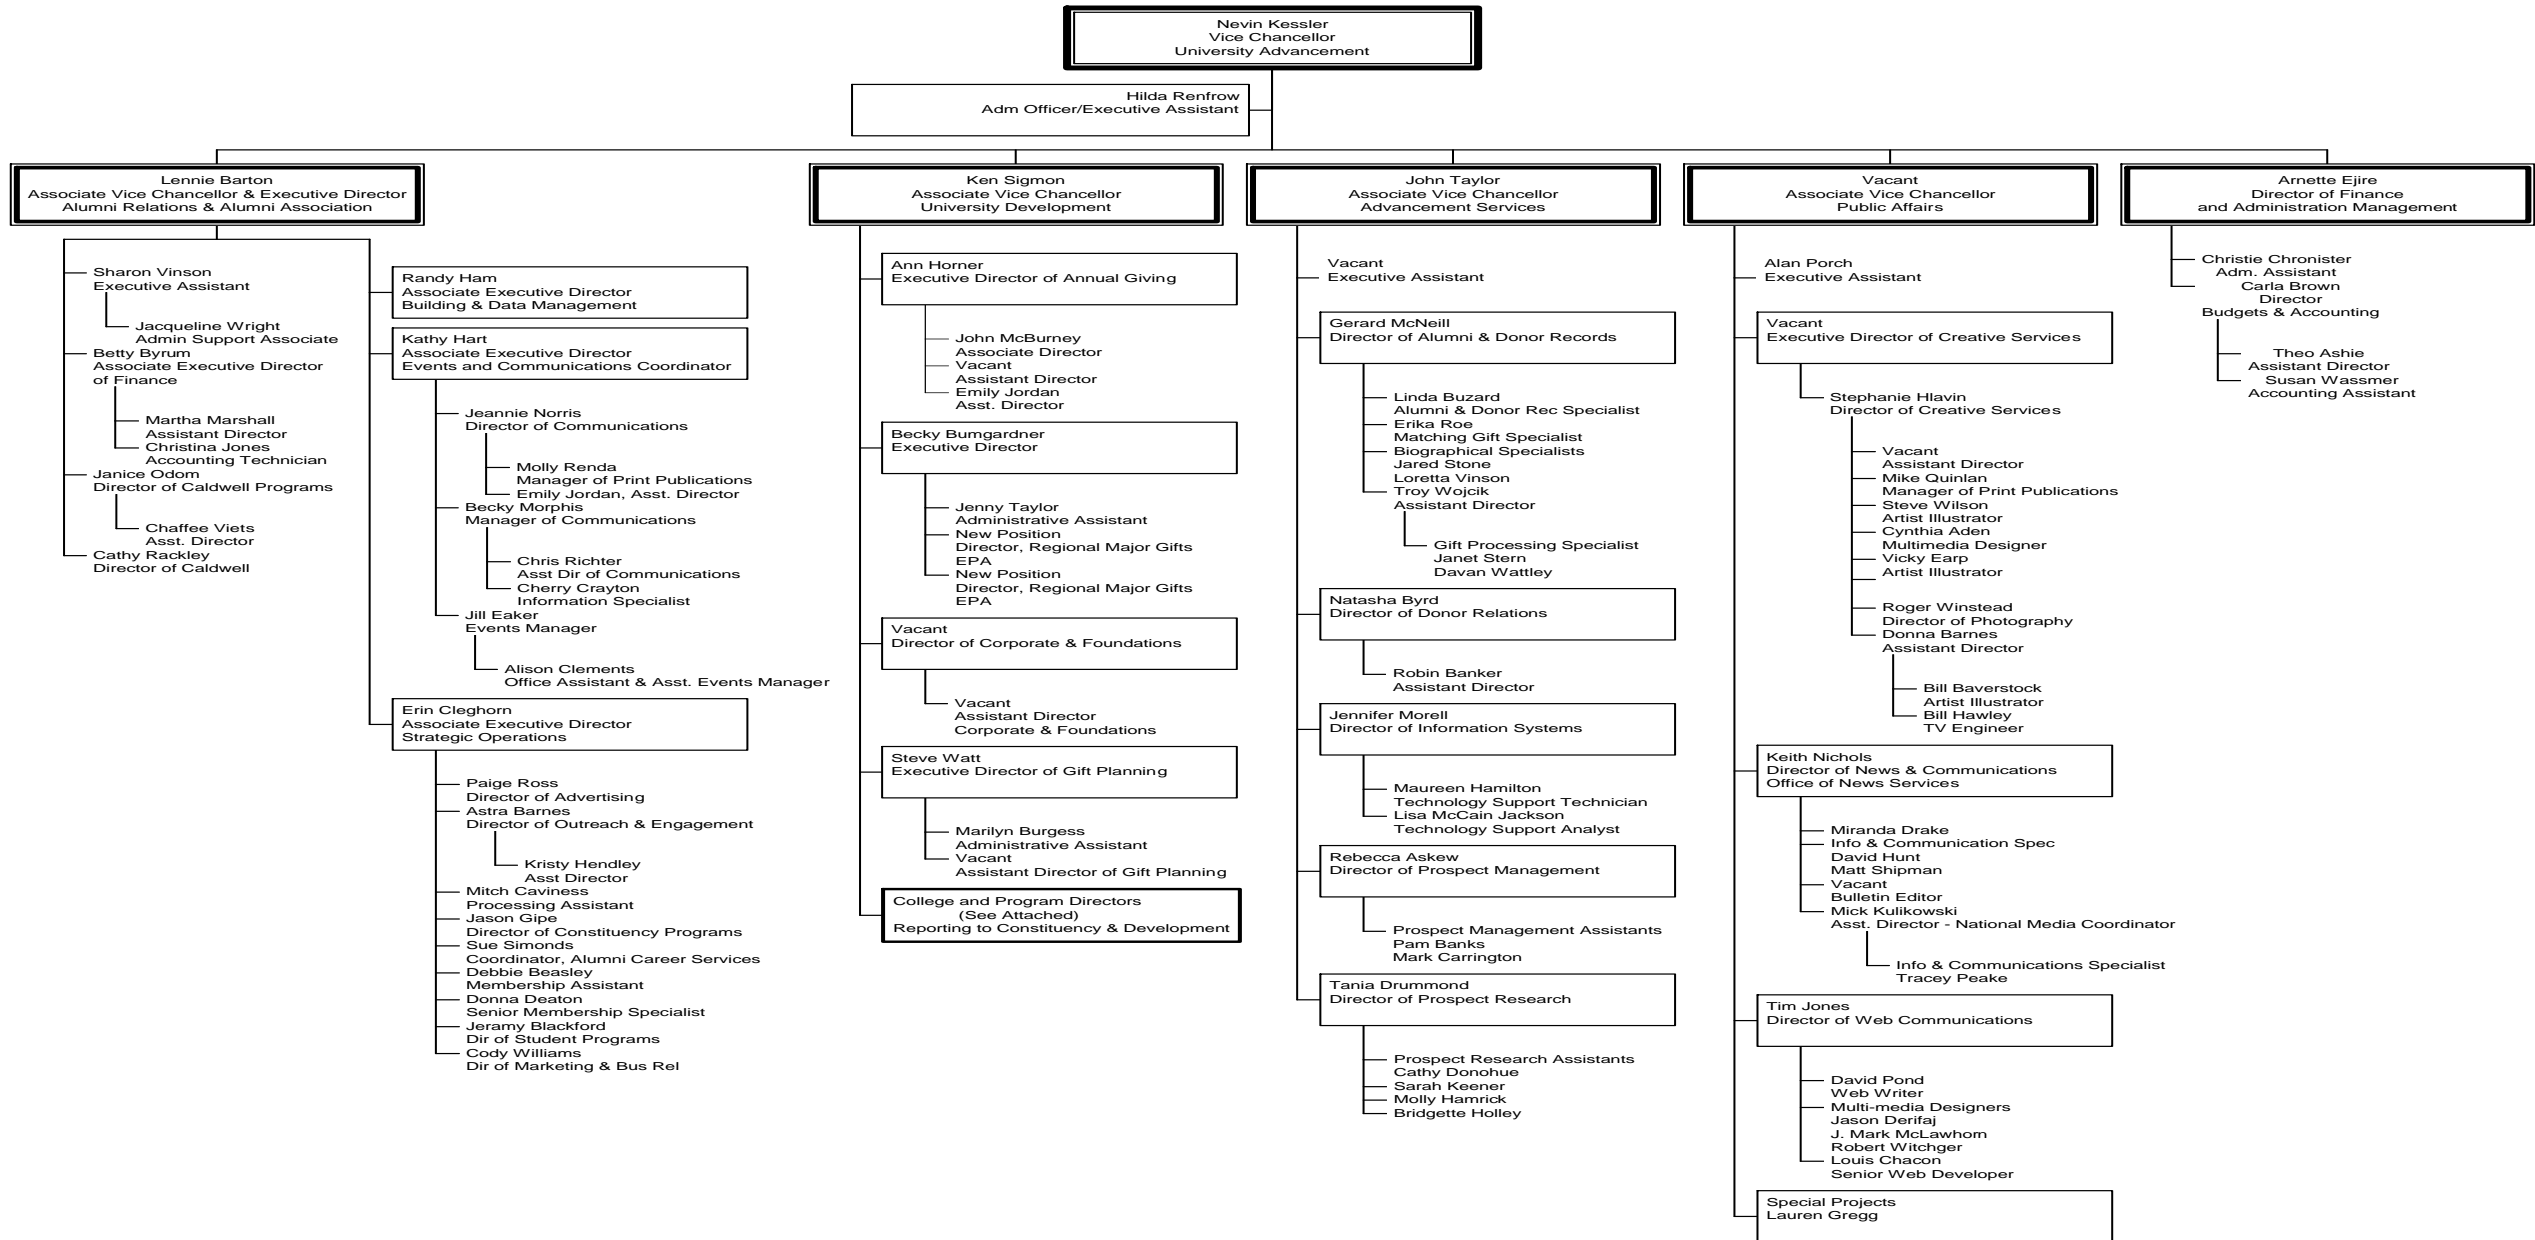 Nevin Kessler
Vice Chancellor
University Advancement
Hilda Renfrow
Adm Officer/Executive Assistant
Lennie Barton
Associate Vice Chancellor & Executive Director
Alumni Relations & Alumni Association
Sharon Vinson
Executive Assistant
Jacqueline Wright
Admin Support Associate
Betty Byrum
Associate Executive Director
of Finance
Martha Marshall
Assistant Director
Christina Jones
Accounting Technician
Janice Odom
Director of Caldwell Programs
Chaffee Viets
Asst. Director
Cathy Rackley
Director of Caldwell
Randy Ham
Associate Executive Director
Building & Data Management
Kathy Hart
Associate Executive Director
Events and Communications Coordinator
Jeannie Norris
Director of Communications
Molly Renda
Manager of Print Publications
Emily Jordan, Asst. Director
Becky Morphis
Manager of Communications
Chris Richter
Asst Dir of Communications
Cherry Crayton
Information Specialist
Jill Eaker
Events Manager
Alison Clements
Office Assistant & Asst. Events Manager
Erin Cleghorn
Associate Executive Director
Strategic Operations
Paige Ross
Director of Advertising
Astra Barnes
Director of Outreach & Engagement
Kristy Hendley
Asst Director
Mitch Caviness
Processing Assistant
Jason Gipe
Director of Constituency Programs
Sue Simonds
Coordinator, Alumni Career Services
Debbie Beasley
Membership Assistant
Donna Deaton
Senior Membership Specialist
Jeramy Blackford
Dir of Student Programs
Cody Williams
Dir of Marketing & Bus Rel
Ken Sigmon
Associate Vice Chancellor
University Development
Ann Horner
Executive Director of Annual Giving
John McBurney
Associate Director
Vacant
Assistant Director
Emily Jordan
Asst. Director
Becky Bumgardner
Executive Director
Jenny Taylor
Administrative Assistant
New Position
Director, Regional Major Gifts
EPA
New Position
Director, Regional Major Gifts
EPA
Vacant
Director of Corporate & Foundations
Vacant
Assistant Director
Corporate & Foundations
Steve Watt
Executive Director of Gift Planning
Marilyn Burgess
Administrative Assistant
Vacant
Assistant Director of Gift Planning
College and Program Directors
(See Attached)
Reporting to Constituency & Development
John Taylor
Associate Vice Chancellor
Advancement Services
Vacant
Executive Assistant
Gerard McNeill
Director of Alumni & Donor Records
Linda Buzard
Alumni & Donor Rec Specialist
Erika Roe
Matching Gift Specialist
Biographical Specialists
Jared Stone
Loretta Vinson
Troy Wojcik
Assistant Director
Gift Processing Specialist
Janet Stern
Davan Wattley
Natasha Byrd
Director of Donor Relations
Robin Banker
Assistant Director
Jennifer Morell
Director of Information Systems
Maureen Hamilton
Technology Support Technician
Lisa McCain Jackson
Technology Support Analyst
Rebecca Askew
Director of Prospect Management
Prospect Management Assistants
Pam Banks
Mark Carrington
Tania Drummond
Director of Prospect Research
Prospect Research Assistants
Cathy Donohue
Sarah Keener
Molly Hamrick
Bridgette Holley
Vacant
Associate Vice Chancellor
Public Affairs
Alan Porch
Executive Assistant
Vacant
Executive Director of Creative Services
Stephanie Hlavin
Director of Creative Services
Vacant
Assistant Director
Mike Quinlan
Manager of Print Publications
Steve Wilson
Artist Illustrator
Cynthia Aden
Multimedia Designer
Vicky Earp
Artist Illustrator
Roger Winstead
Director of Photography
Donna Barnes
Assistant Director
Bill Baverstock
Artist Illustrator
Bill Hawley
TV Engineer
Keith Nichols
Director of News & Communications
Office of News Services
Miranda Drake
Info & Communication Spec
David Hunt
Matt Shipman
Vacant
Bulletin Editor
Mick Kulikowski
Asst. Director - National Media Coordinator
Info & Communications Specialist
Tracey Peake
Tim Jones
Director of Web Communications
David Pond
Web Writer
Multi-media Designers
Jason Derifaj
J. Mark McLawhorn
Robert Witchger
Louis Chacon
Senior Web Developer
Special Projects
Lauren Gregg
Arnette Ejire
Director of Finance
and Administration Management
Christie Chronister
Adm. Assistant
Carla Brown
Director
Budgets & Accounting
Theo Ashie
Assistant Director
Susan Wassmer
Accounting Assistant